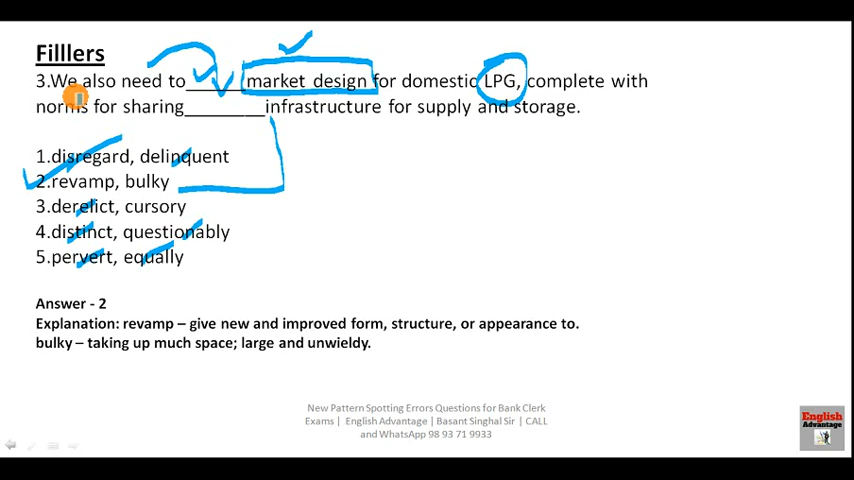 Filllers
3.We also need to______market design for domestic LPG, complete with
norms for sharing________infrastructure for supply and storage.
1.disregard, delinquent
2.revamp, bulky
3.derelict, cursory
4.distinct, questionably
5.pervert, equally
Answer - 2
Explanation: revamp – give new and improved form, structure, or appearance to.
bulky – taking up much space; large and unwieldy.
New Pattern Spotting Errors Questions for Bank Clerk
Exams | English Advantage | Basant Singhal Sir | CALL
and WhatsApp 98 93 71 9933
English
Advantage